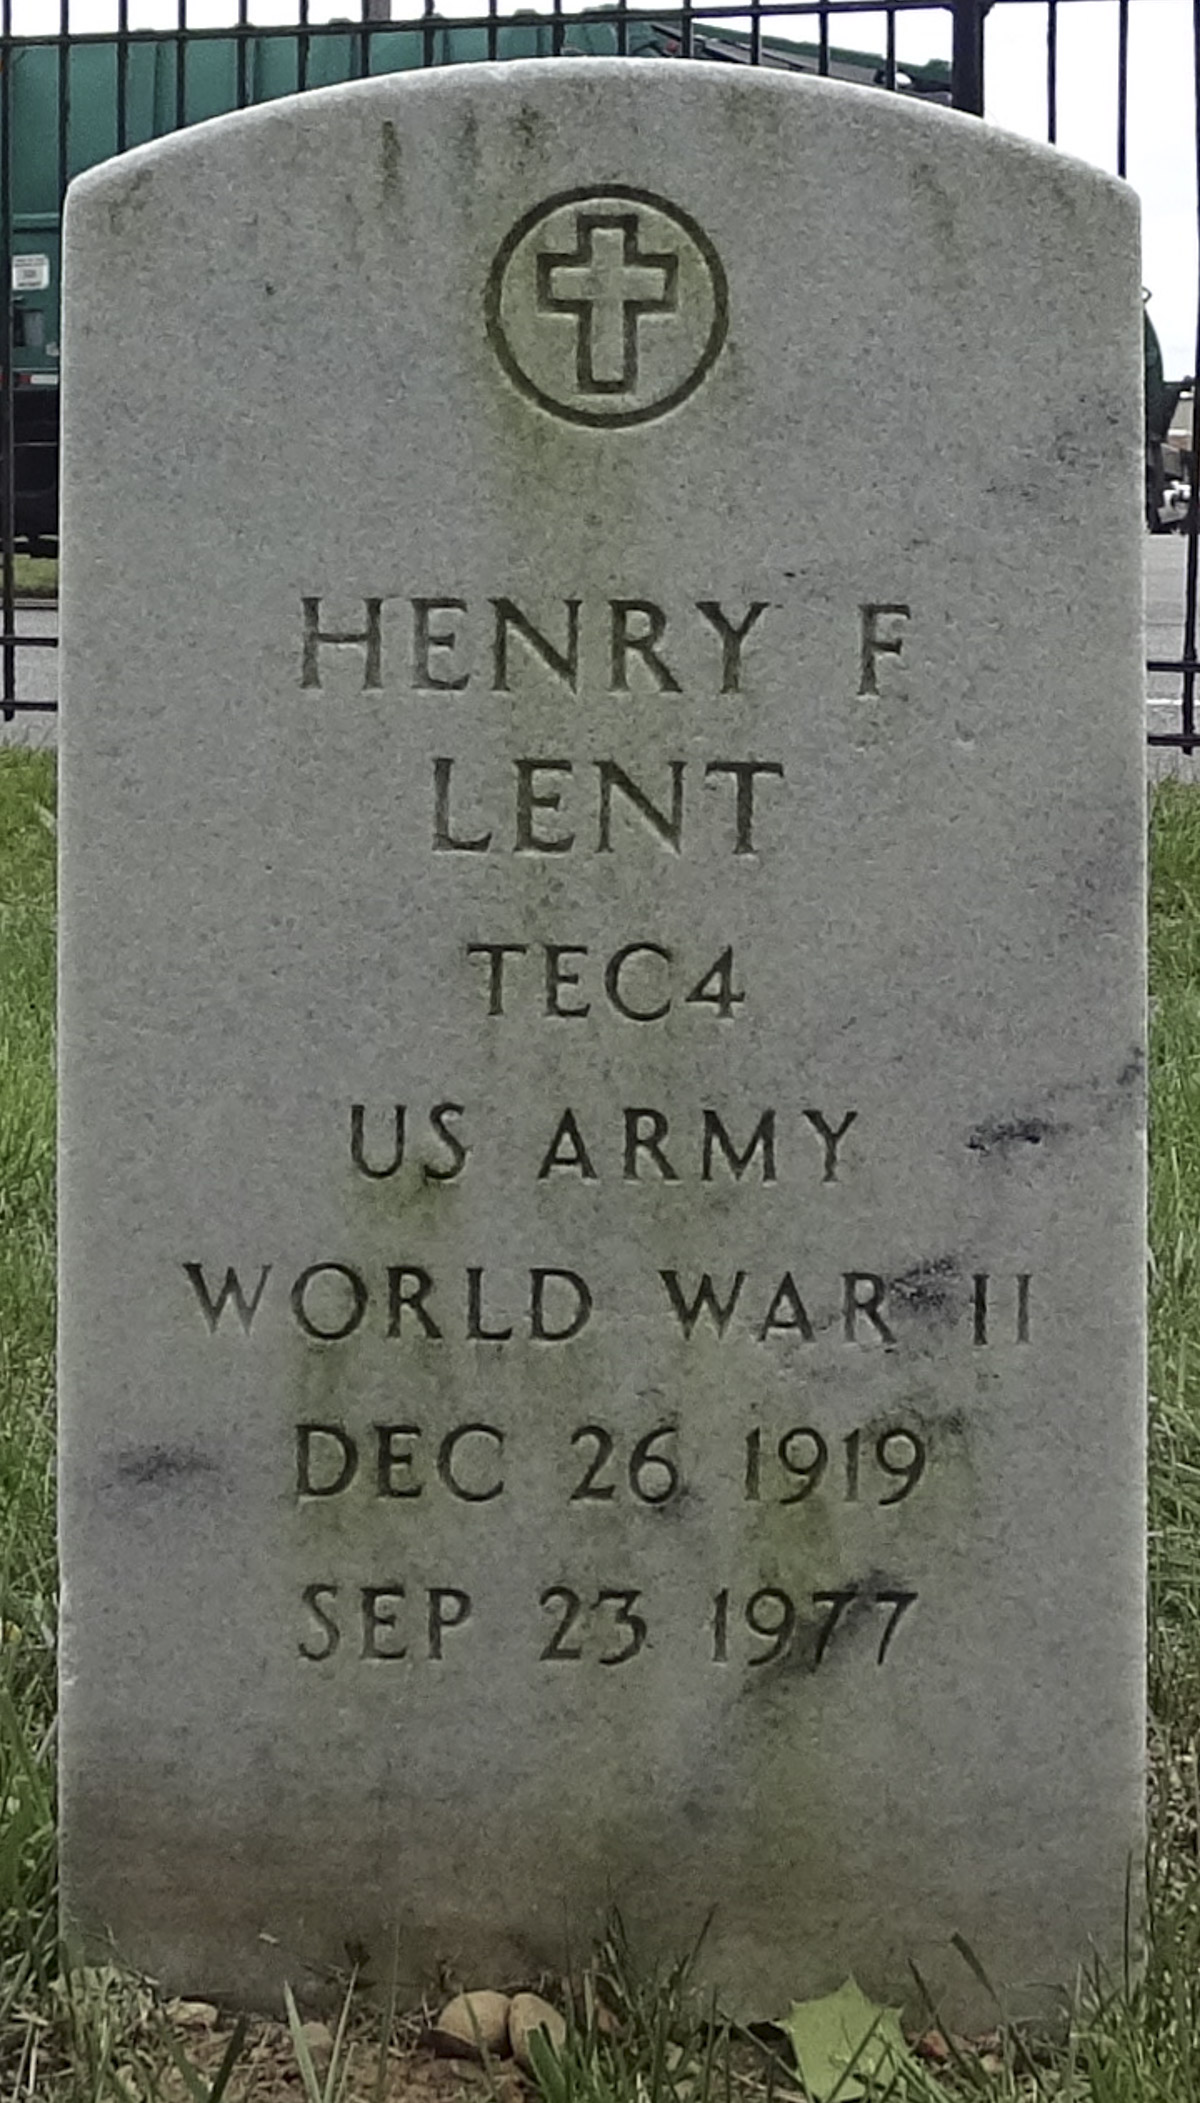 HENRY F
LENT
TEC4
US ARMY
WORLD WAR II
DEC 26 1919
SEP 23 1977